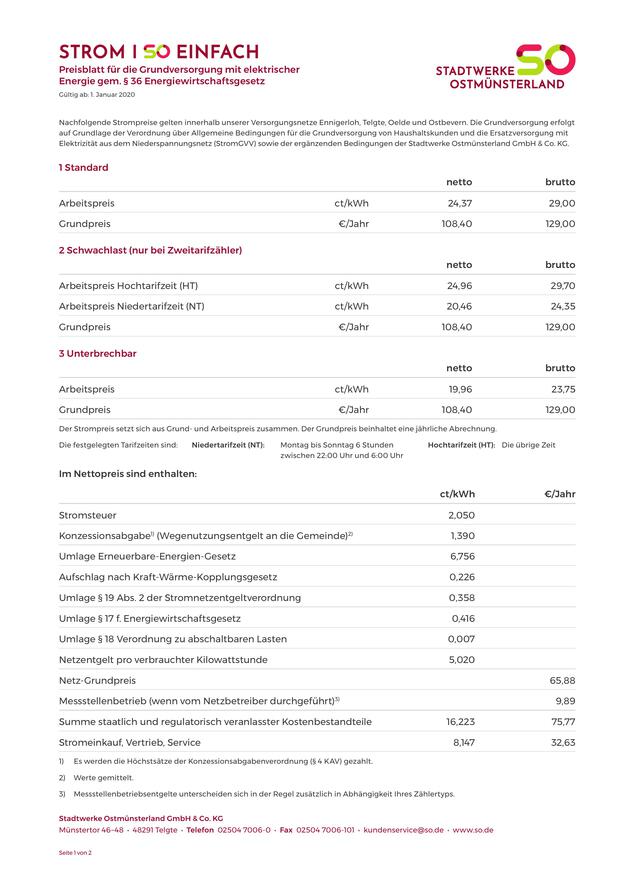 STROM I SO EINFACH
Preisblatt für die Grundversorgung mit elektrischer
Energie gem. § 36 Energiewirtschaftsgesetz
Gültig ab: 1. Januar 2020
SO
STADTWERKE
OSTMÜNSTERLAND
Nachfolgende Strompreise gelten innerhalb unserer Versorgungsnetze Ennigerloh, Telgte, Oelde und Ostbevern. Die Grundversorgung erfolgt
auf Grundlage der Verordnung über Allgemeine Bedingungen für die Grundversorgung von Haushaltskunden und die Ersatzversorgung mit
Elektrizität aus dem Niederspannungsnetz (StromGVV) sowie der ergänzenden Bedingungen der Stadtwerke Ostmünsterland GmbH & Co. KG.
1 Standard
netto brutto
Arbeitspreis ct/kWh 24,37 29,00
Grundpreis €/Jahr 108,40 129,00
2 Schwachlast (nur bei Zweitarifzähler)
netto brutto
Arbeitspreis Hochtarifzeit (HT) ct/kWh 24,96 29,70
Arbeitspreis Niedertarifzeit (NT) ct/kWh 20,46 24,35
Grundpreis €/Jahr 108,40 129,00
3 Unterbrechbar
netto brutto
Arbeitspreis ct/kWh 19,96 23,75
Grundpreis €/Jahr 108,40 129,00
Der Strompreis setzt sich aus Grund- und Arbeitspreis zusammen. Der Grundpreis beinhaltet eine jährliche Abrechnung.
Die festgelegten Tarifzeiten sind: Niedertarifzeit (NT): Montag bis Sonntag 6 Stunden Hochtarifzeit (HT): Die übrige Zeit
zwischen 22:00 Uhr und 6:00 Uhr
Im Nettopreis sind enthalten:
ct/kWh €/Jahr
Stromsteuer 2,050
Konzessionsabgabe1) (Wegenutzungsentgelt an die Gemeinde)2) 1,390
Umlage Erneuerbare-Energien-Gesetz 6,756
Aufschlag nach Kraft-Wärme-Kopplungsgesetz 0,226
Umlage § 19 Abs. 2 der Stromnetzentgeltverordnung 0,358
Umlage § 17 f. Energiewirtschaftsgesetz 0,416
Umlage § 18 Verordnung zu abschaltbaren Lasten 0,007
Netzentgelt pro verbrauchter Kilowattstunde 5,020
Netz-Grundpreis 65,88
Messstellenbetrieb (wenn vom Netzbetreiber durchgeführt)3) 9,89
Summe staatlich und regulatorisch veranlasster Kostenbestandteile 16,223 75,77
Stromeinkauf, Vertrieb, Service 8,147 32,63
1) Es werden die Höchstsätze der Konzessionsabgabenverordnung (§ 4 KAV) gezahlt.
2) Werte gemittelt.
3) Messstellenbetriebsentgelte unterscheiden sich in der Regel zusätzlich in Abhängigkeit Ihres Zählertyps.
Stadtwerke Ostmünsterland GmbH & Co. KG
Münstertor 46-48 • 48291 Telgte • Telefon 02504 7006-0 • Fax 02504 7006-101 • kundenservice@so.de • www.so.de
Seite 1 von 2